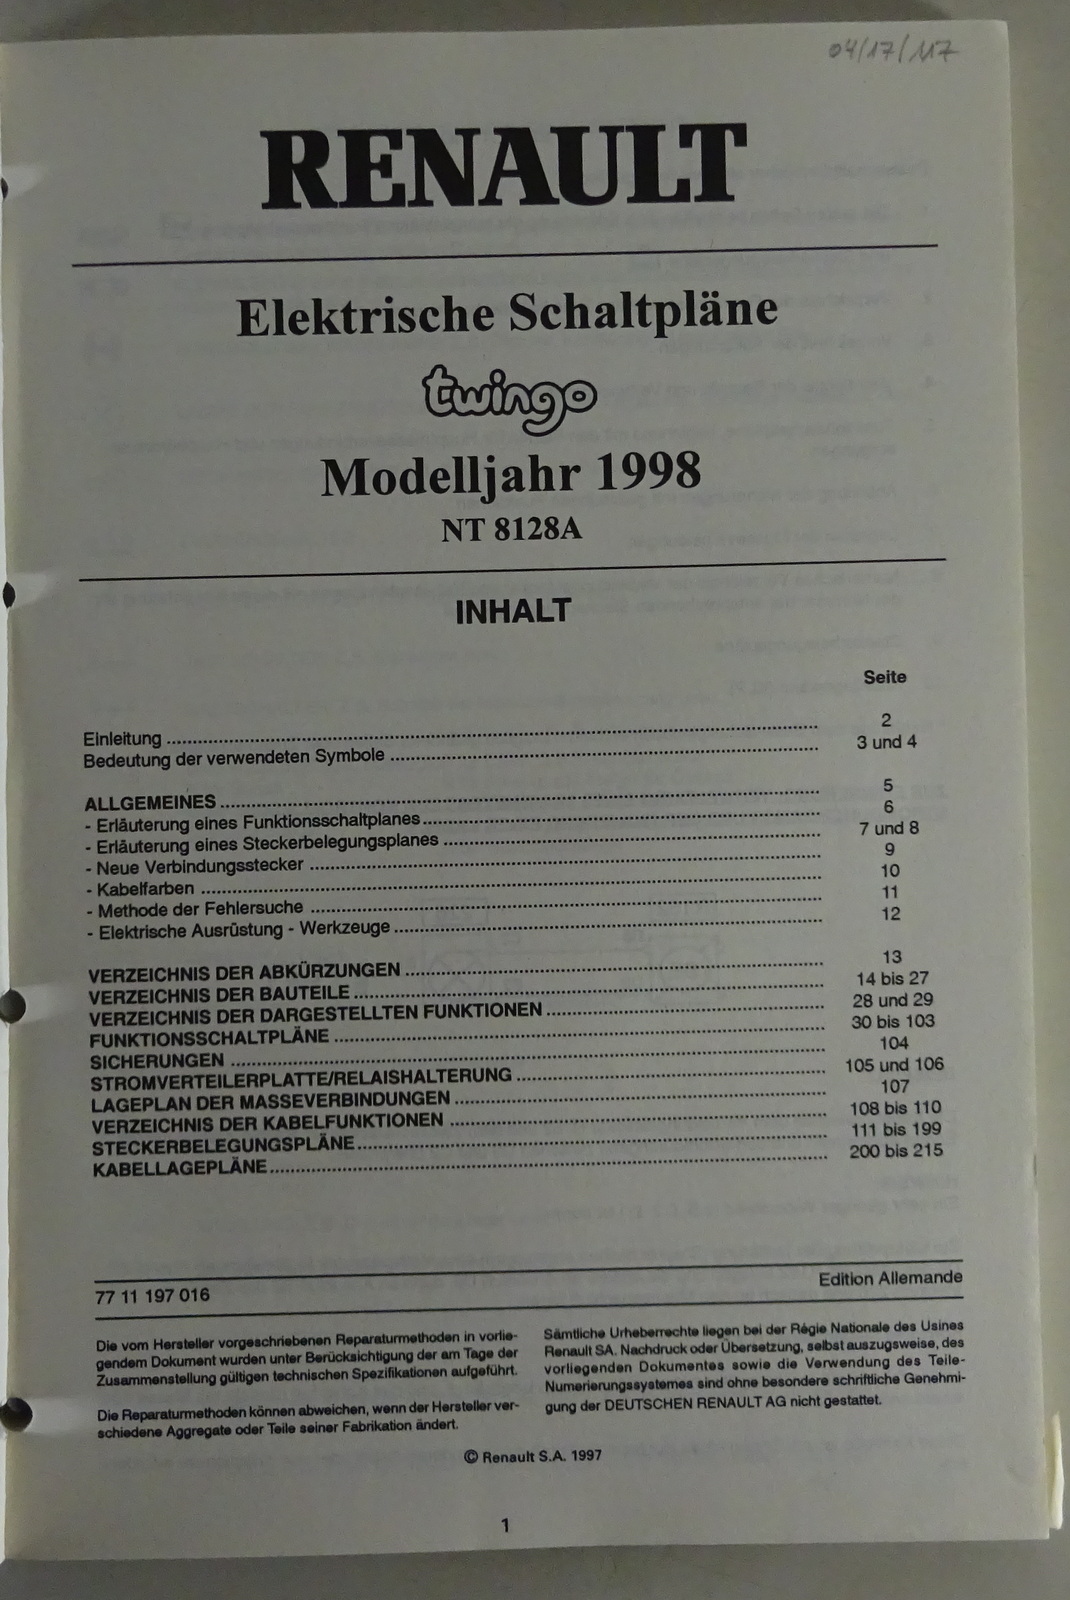 04/17/117
RENAULT
Elektrische Schaltpläne
twingo
Modelljahr 1998
NT 8128A
INHALT
Seite
Einleitung ........ 2
Bedeutung der verwendeten Symbole ........ 3 und 4
ALLGEMEINES ........ 5
- Erläuterung eines Funktionsschaltplanes ........ 6
- Erläuterung eines Steckerbelegungsplanes ........ 7 und 8
- Neue Verbindungsstecker ........ 9
- Kabelfarben ........ 10
- Methode der Fehlersuche ........ 11
- Elektrische Ausrüstung - Werkzeuge ........ 12
VERZEICHNIS DER ABKÜRZUNGEN ........ 13
VERZEICHNIS DER BAUTEILE ........ 14 bis 27
VERZEICHNIS DER DARGESTELLTEN FUNKTIONEN ........ 28 und 29
FUNKTIONSSCHALTPLÄNE ........ 30 bis 103
SICHERUNGEN ........ 104
STROMVERTEILERPLATTE/RELAISHALTERUNG ........ 105 und 106
LAGEPLAN DER MASSEVERBINDUNGEN ........ 107
VERZEICHNIS DER KABELFUNKTIONEN ........ 108 bis 110
STECKERBELEGUNGSPLÄNE ........ 111 bis 199
KABELLAGEPLÄNE ........ 200 bis 215
77 11 197 016
Edition Allemande
Die vom Hersteller vorgeschriebenen Reparaturmethoden in vorlie-
gendem Dokument wurden unter Berücksichtigung der am Tage der
Zusammenstellung gültigen technischen Spezifikationen aufgeführt.
Die Reparaturmethoden können abweichen, wenn der Hersteller ver-
schiedene Aggregate oder Teile seiner Fabrikation ändert.
Sämtliche Urheberrechte liegen bei der Régie Nationale des Usines
Renault SA. Nachdruck oder Übersetzung, selbst auszugsweise, des
vorliegenden Dokumentes sowie die Verwendung des Teile-
Numerierungssystemes sind ohne besondere schriftliche Genehmi-
gung der DEUTSCHEN RENAULT AG nicht gestattet.
© Renault S.A. 1997
1